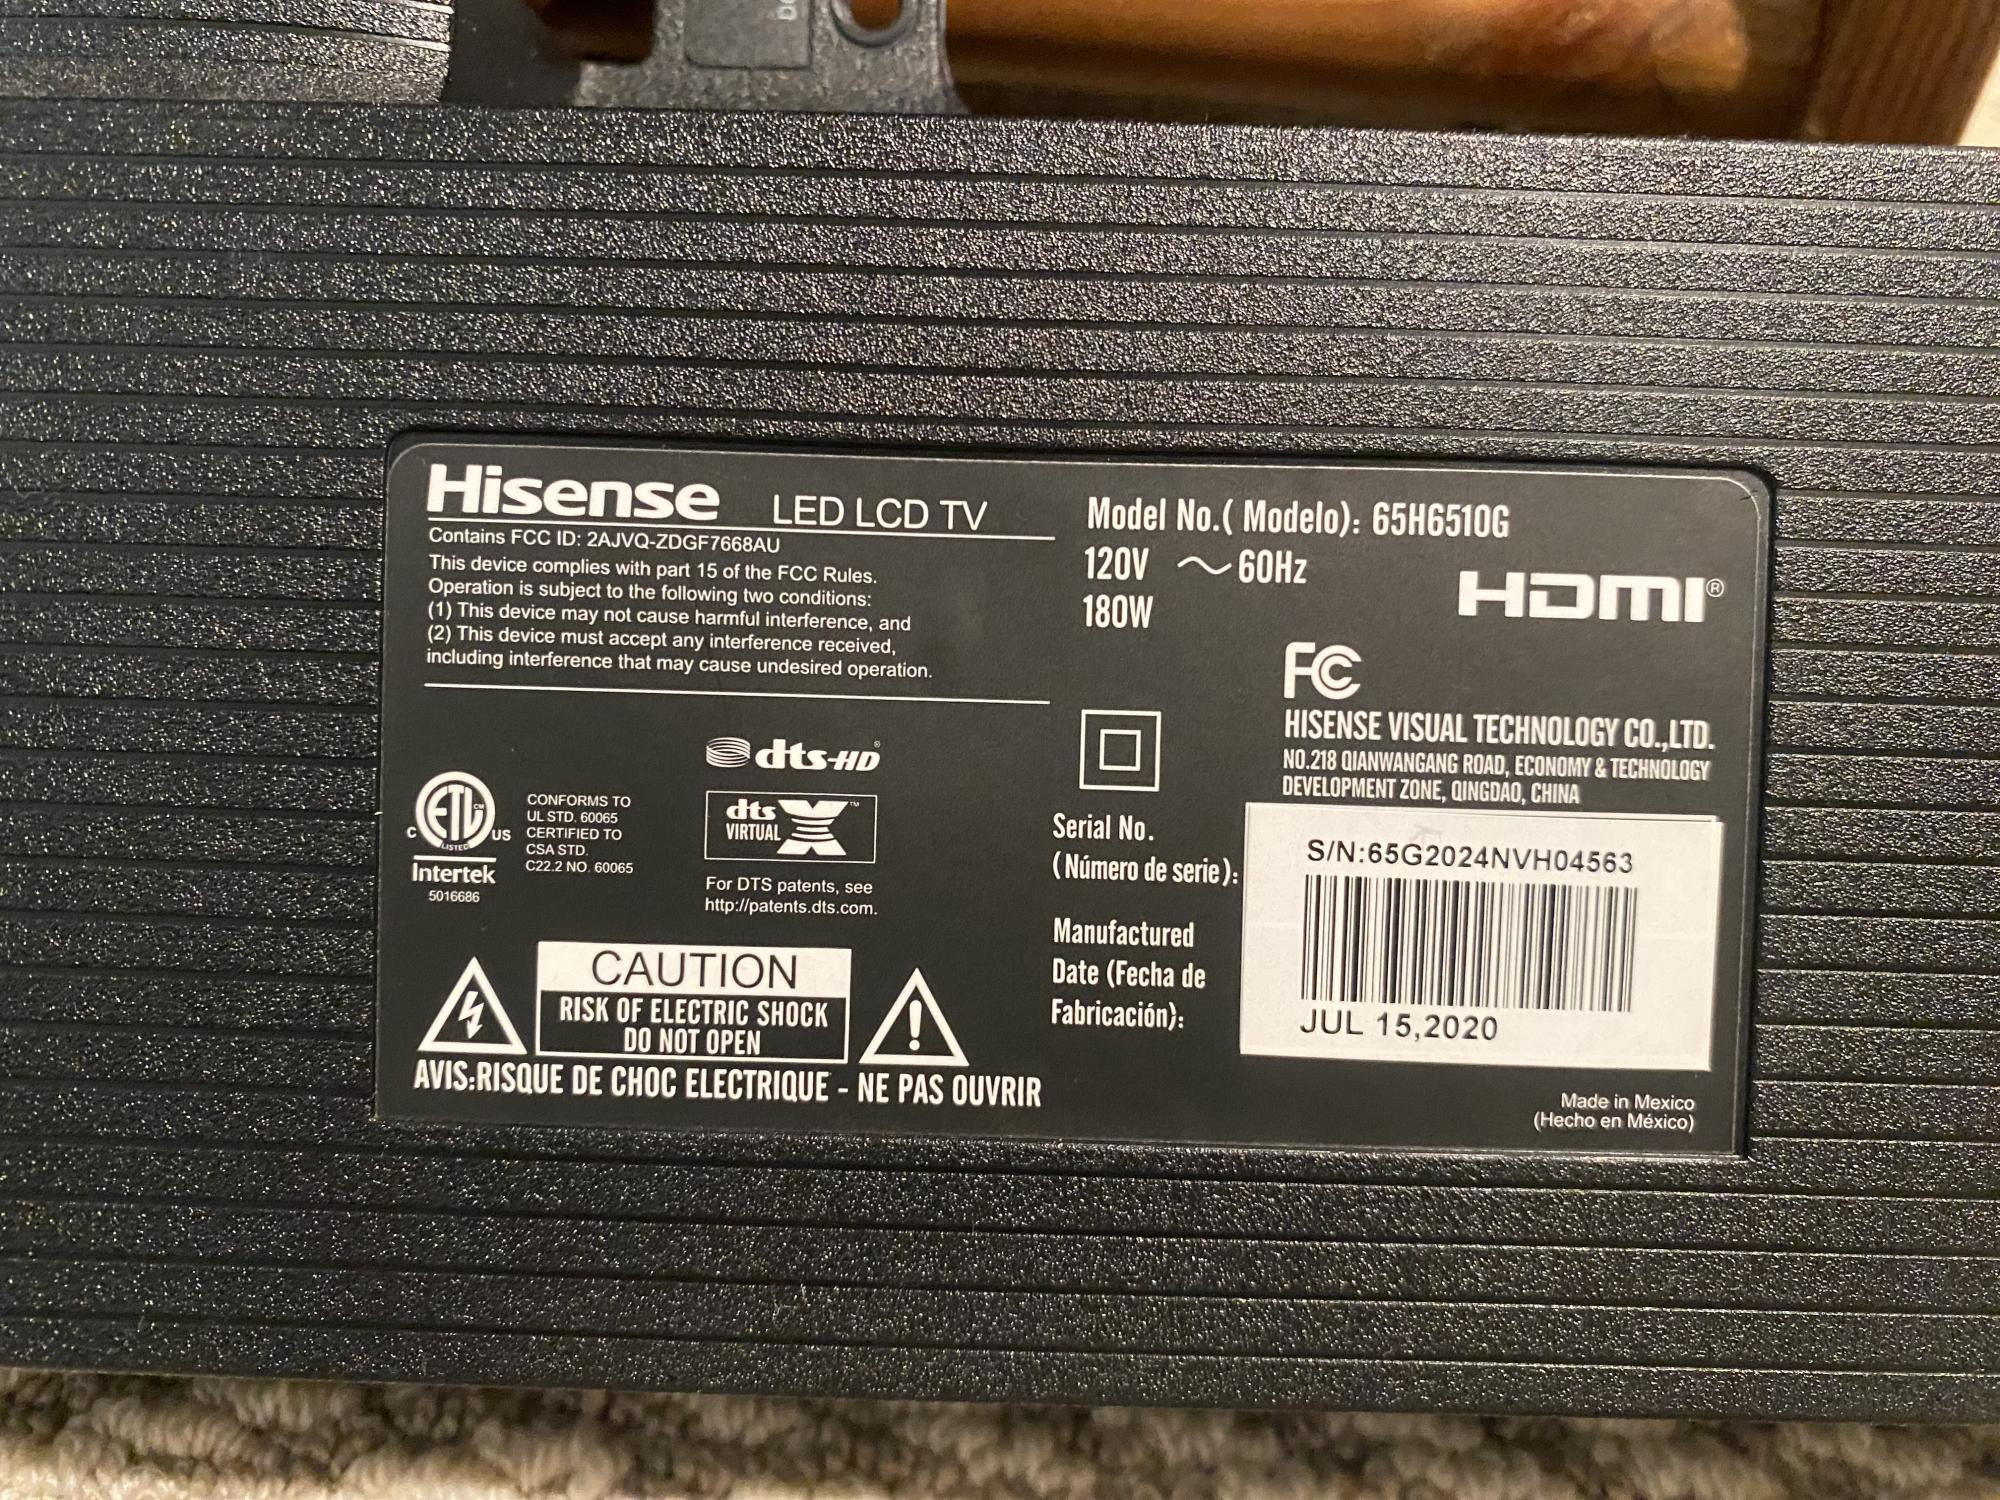 Hisense LED LCD TV
Contains FCC ID: 2AJVQ-ZDGF7668AU
This device complies with part 15 of the FCC Rules.
Operation is subject to the following two conditions:
(1) This device may not cause harmful interference, and
(2) This device must accept any interference received,
including interference that may cause undesired operation.
Model No.( Modelo): 65H6510G
120V ~ 60Hz
180W
HDMI®
FC
HISENSE VISUAL TECHNOLOGY CO.,LTD.
NO.218 QIANWANGANG ROAD, ECONOMY & TECHNOLOGY
DEVELOPMENT ZONE, QINGDAO, CHINA
dts-HD®
dts
VIRTUAL X™
For DTS patents, see
http://patents.dts.com.
C ETL CM US
LISTED
Intertek
5016686
CONFORMS TO
UL STD. 60065
CERTIFIED TO
CSA STD.
C22.2 NO. 60065
CAUTION
RISK OF ELECTRIC SHOCK
DO NOT OPEN
AVIS:RISQUE DE CHOC ELECTRIQUE - NE PAS OUVRIR
Serial No.
(Número de serie):
S/N:65G2024NVH04563
Manufactured
Date (Fecha de
Fabricación):
JUL 15,2020
Made in Mexico
(Hecho en México)